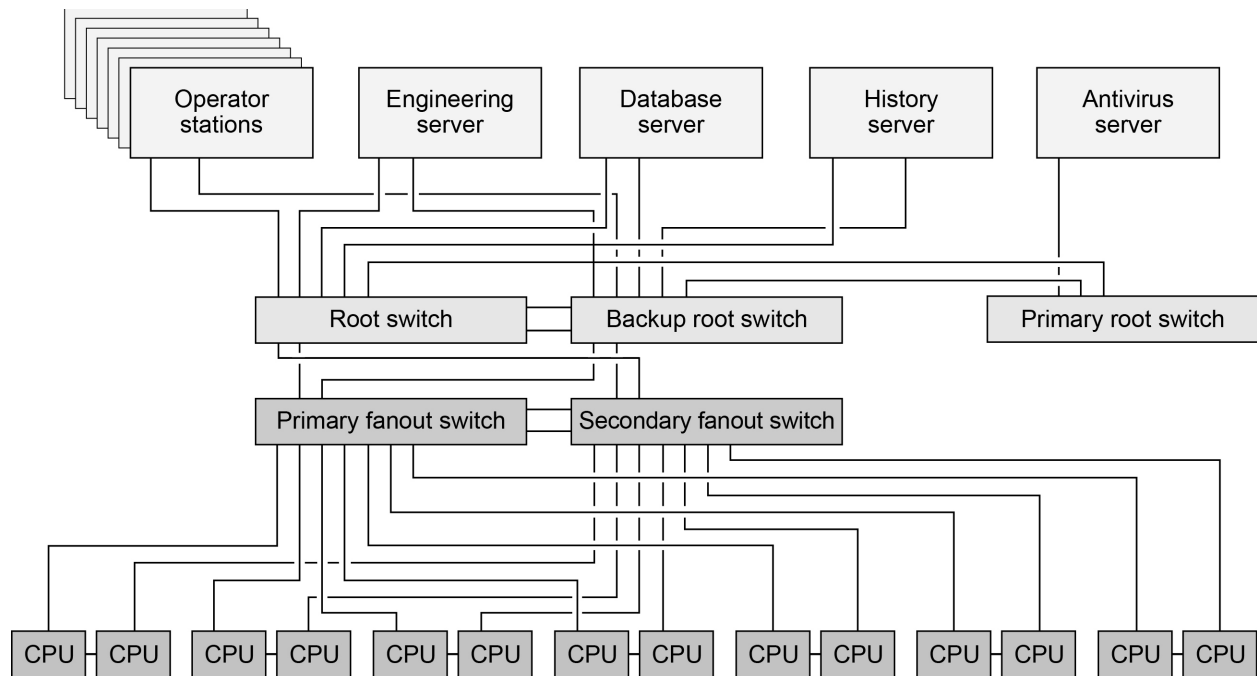 Operator
stations
Engineering
server
Database
server
History
server
Antivirus
server
Root switch
Backup root switch
Primary root switch
Primary fanout switch
Secondary fanout switch
CPU
CPU
CPU
CPU
CPU
CPU
CPU
CPU
CPU
CPU
CPU
CPU
CPU
CPU